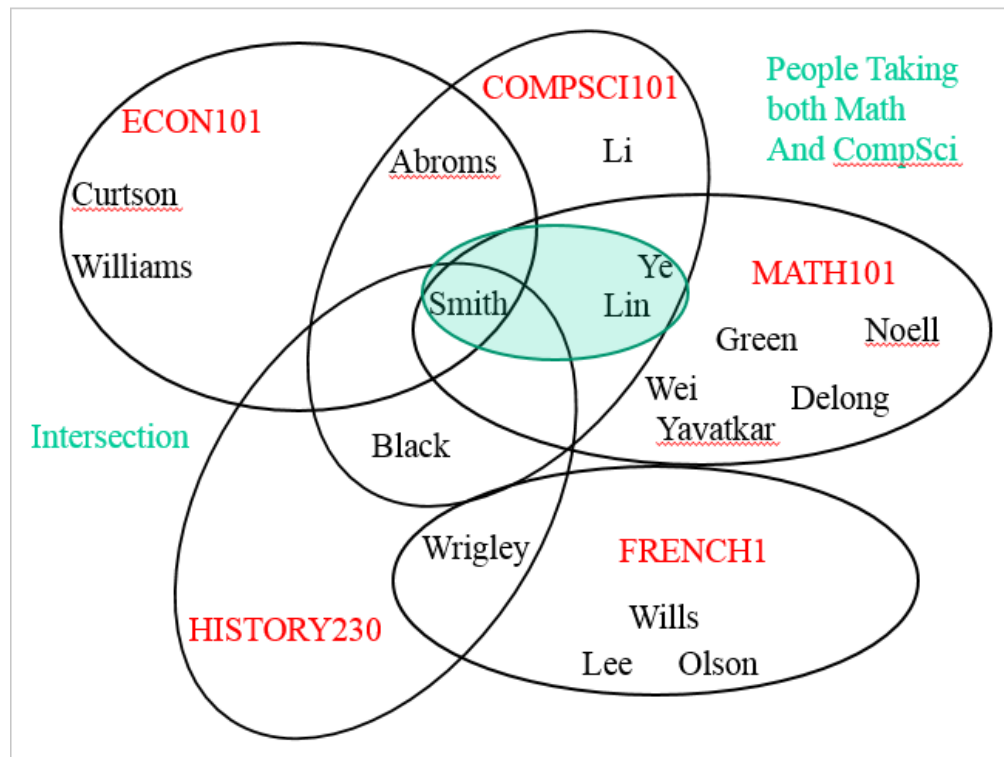 ECON101
COMPSCI101
People Taking
both Math
And CompSci
Abroms
Li
Curtson
Williams
Ye
Smith
Lin
MATH101
Green
Noell
Wei
Delong
Yavatkar
Intersection
Black
Wrigley
FRENCH1
HISTORY230
Wills
Lee
Olson